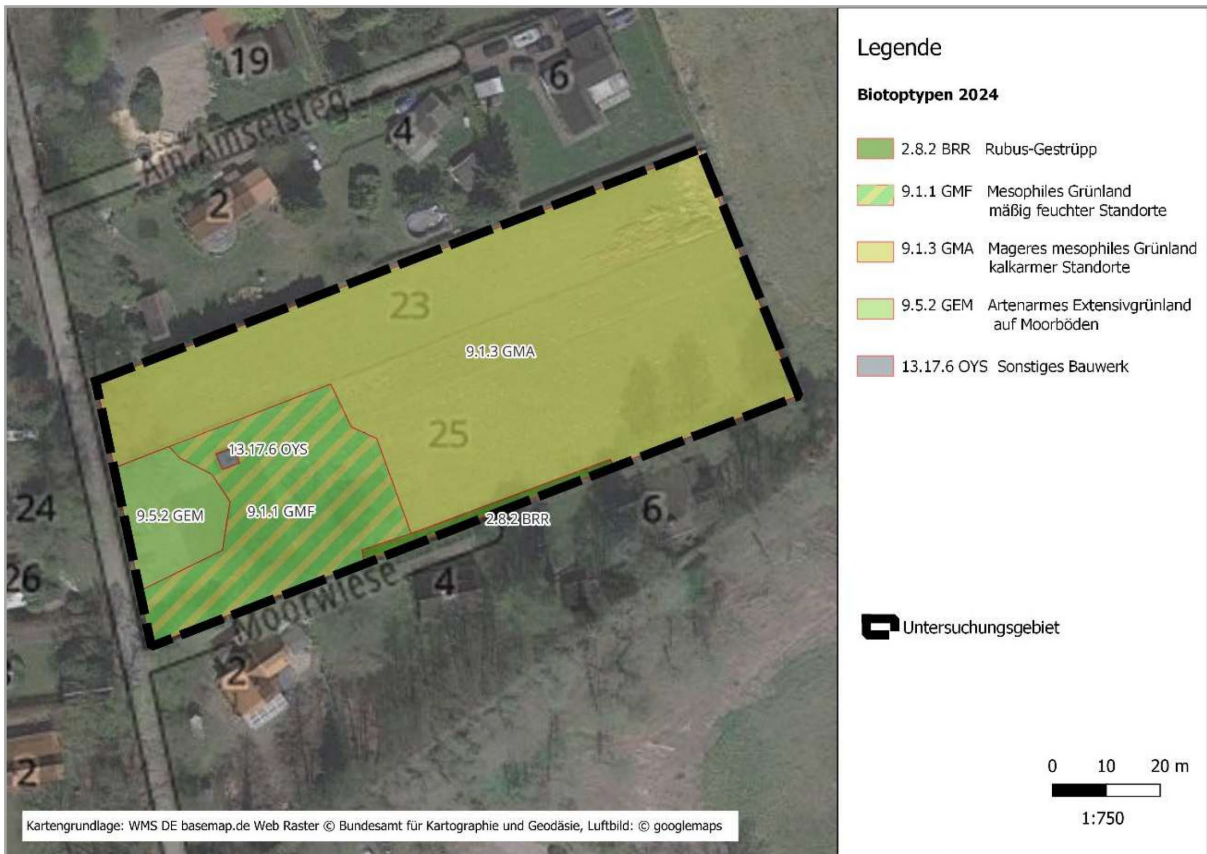 19
6
Am Amselsteg
4
2
23
9.1.3 GMA
25
13.17.6 OYS
9.5.2 GEM
9.1.1 GMF
2.8.2 BRR
24
6
26
Moorwiese
4
2
2
Kartengrundlage: WMS DE basemap.de Web Raster © Bundesamt für Kartographie und Geodäsie, Luftbild: © googlemaps
Legende
Biotoptypen 2024
2.8.2 BRR Rubus-Gestrüpp
9.1.1 GMF Mesophiles Grünland
mäßig feuchter Standorte
9.1.3 GMA Mageres mesophiles Grünland
kalkarmer Standorte
9.5.2 GEM Artenarmes Extensivgrünland
auf Moorböden
13.17.6 OYS Sonstiges Bauwerk
Untersuchungsgebiet
0 10 20 m
1:750